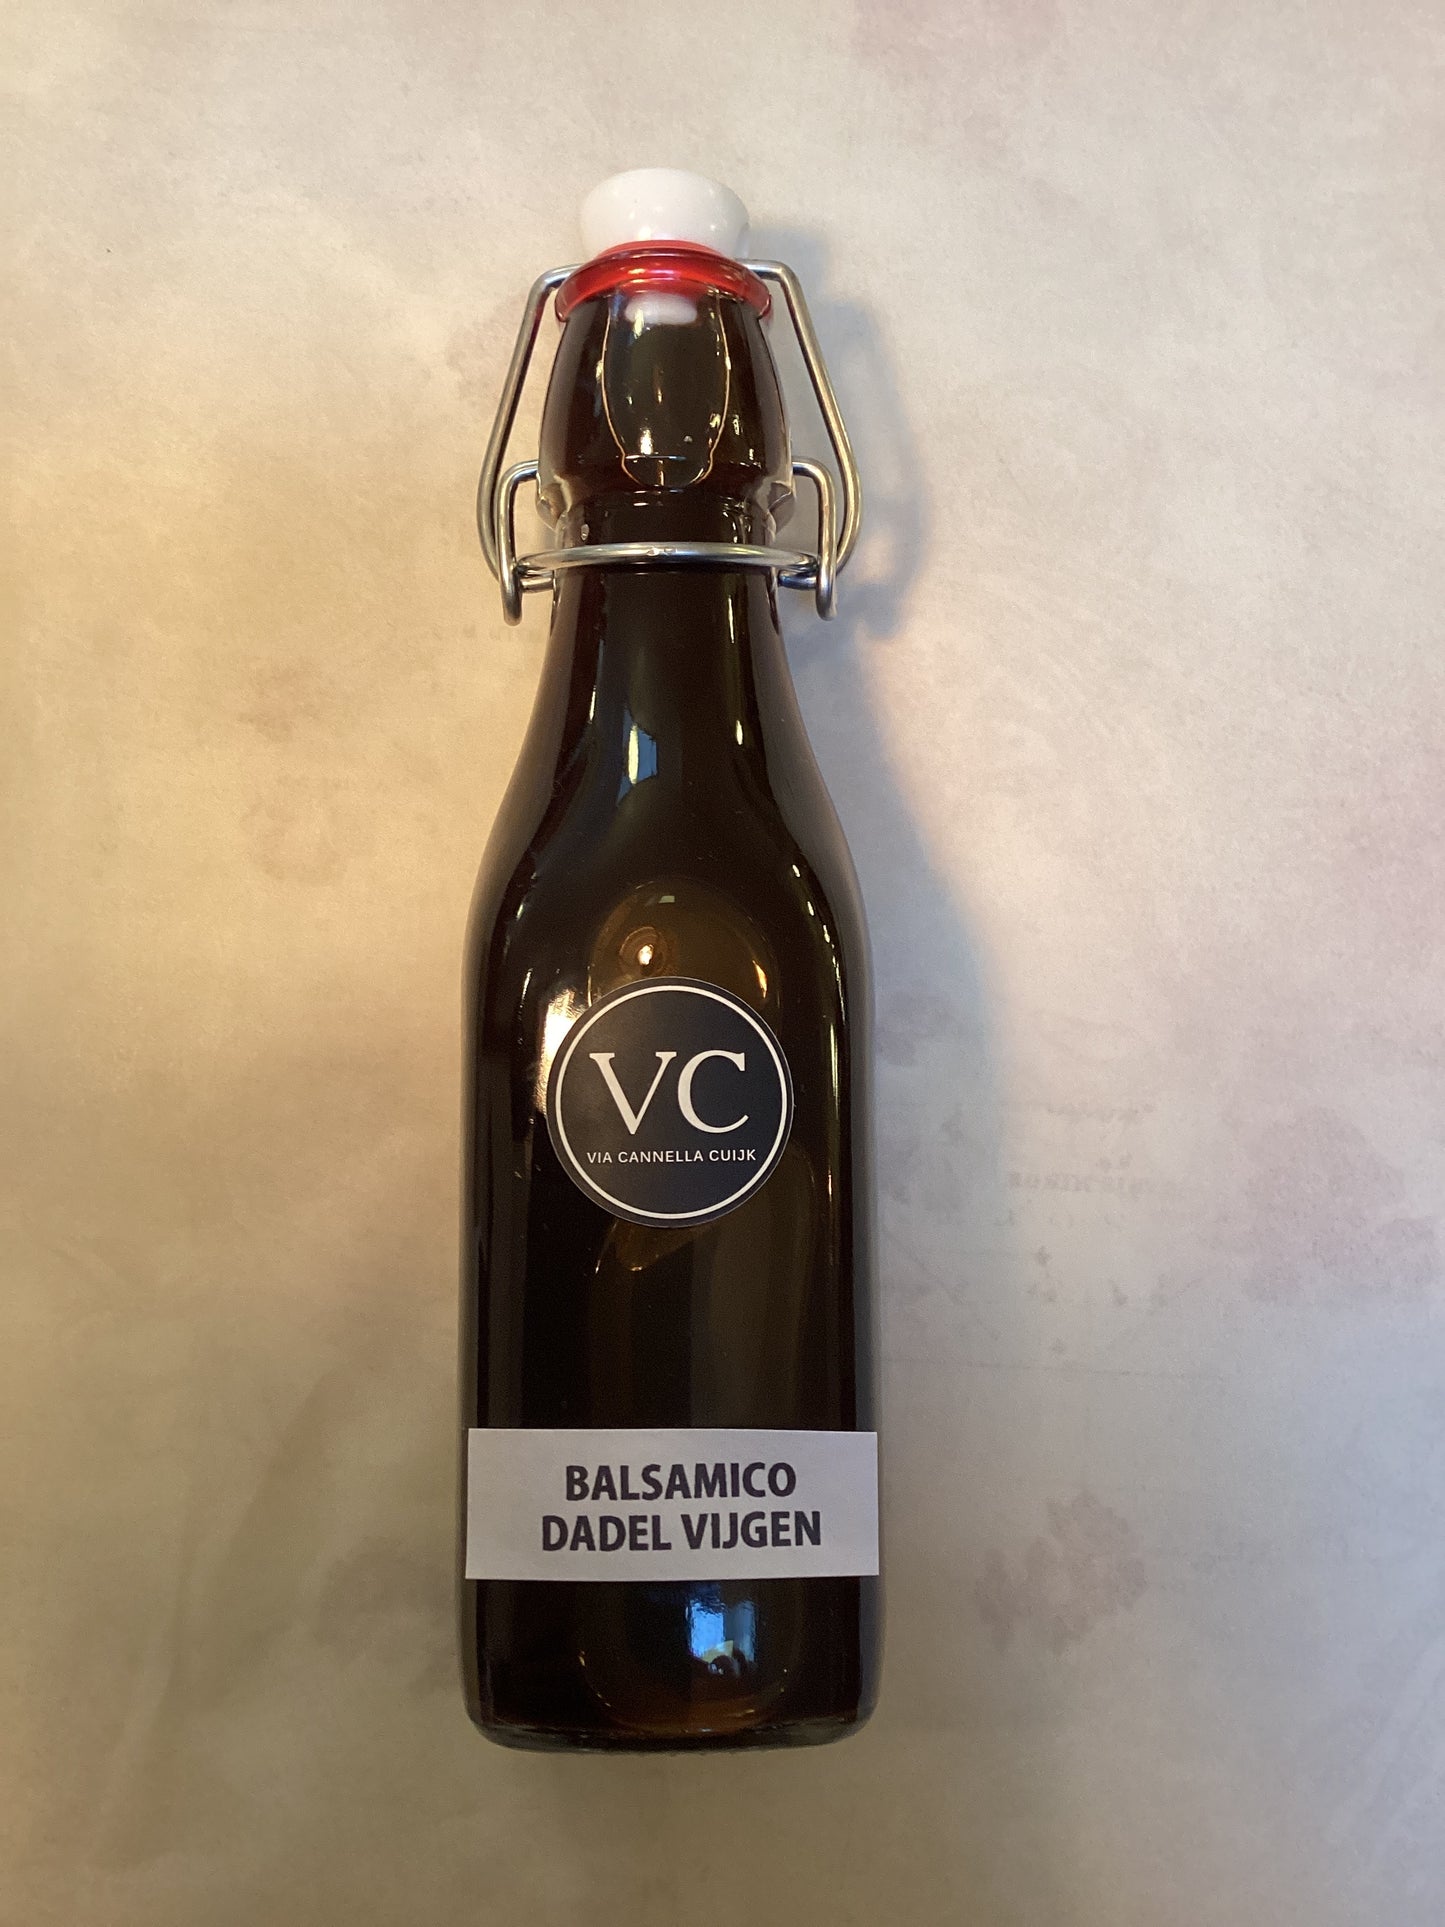 VC
VIA CANNELLA CUIJK
BALSAMICO
DADEL VIJGEN